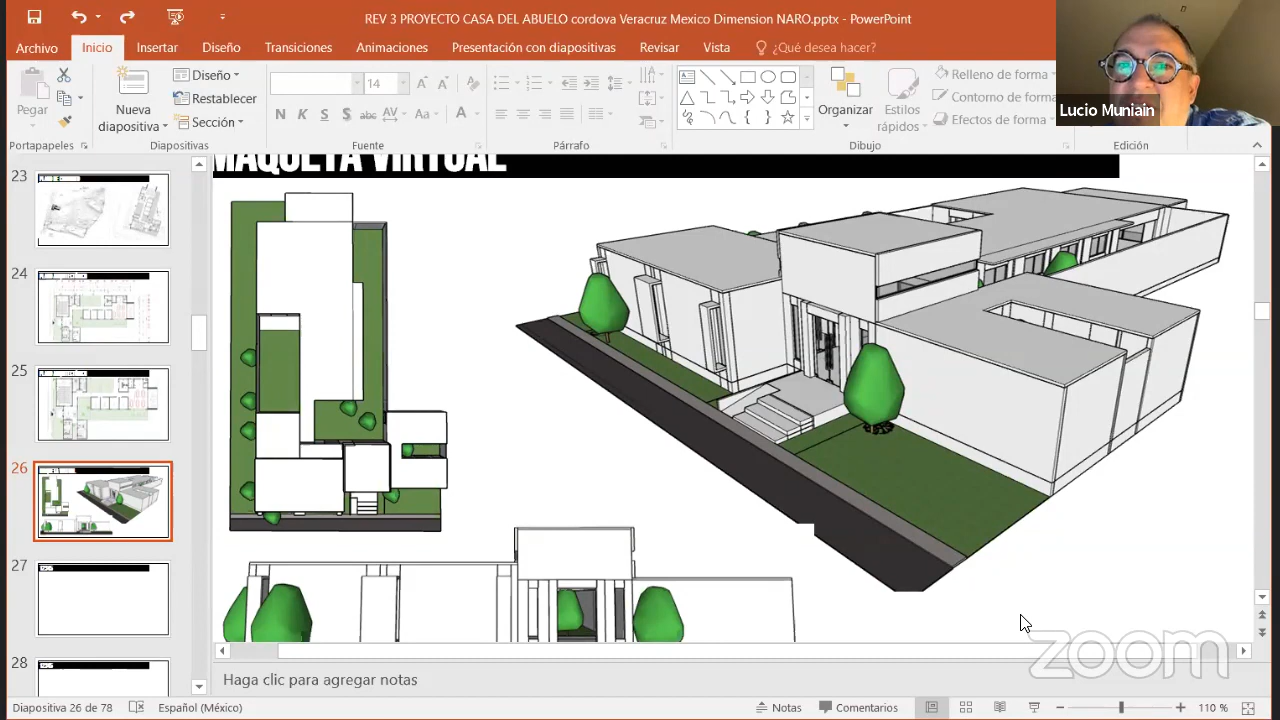 REV 3 PROYECTO CASA DEL ABUELO cordova Veracruz Mexico Dimension NARO.pptx - PowerPoint
Archivo Inicio Insertar Diseño Transiciones Animaciones Presentación con diapositivas Revisar Vista ¿Qué desea hacer?
Pegar
Nueva diapositiva
Diseño
Restablecer
Sección
14
N K S abc AV Aa A
Organizar
Estilos rápidos
Relleno de forma
Contorno de forma
Efectos de forma
Lucio Muniain
Portapapeles Diapositivas Fuente Párrafo Dibujo Edición
MAQUETA VIRTUAL
23
24
25
26
27
28
zoom
Haga clic para agregar notas
Diapositiva 26 de 78 Español (México) Notas Comentarios 110 %